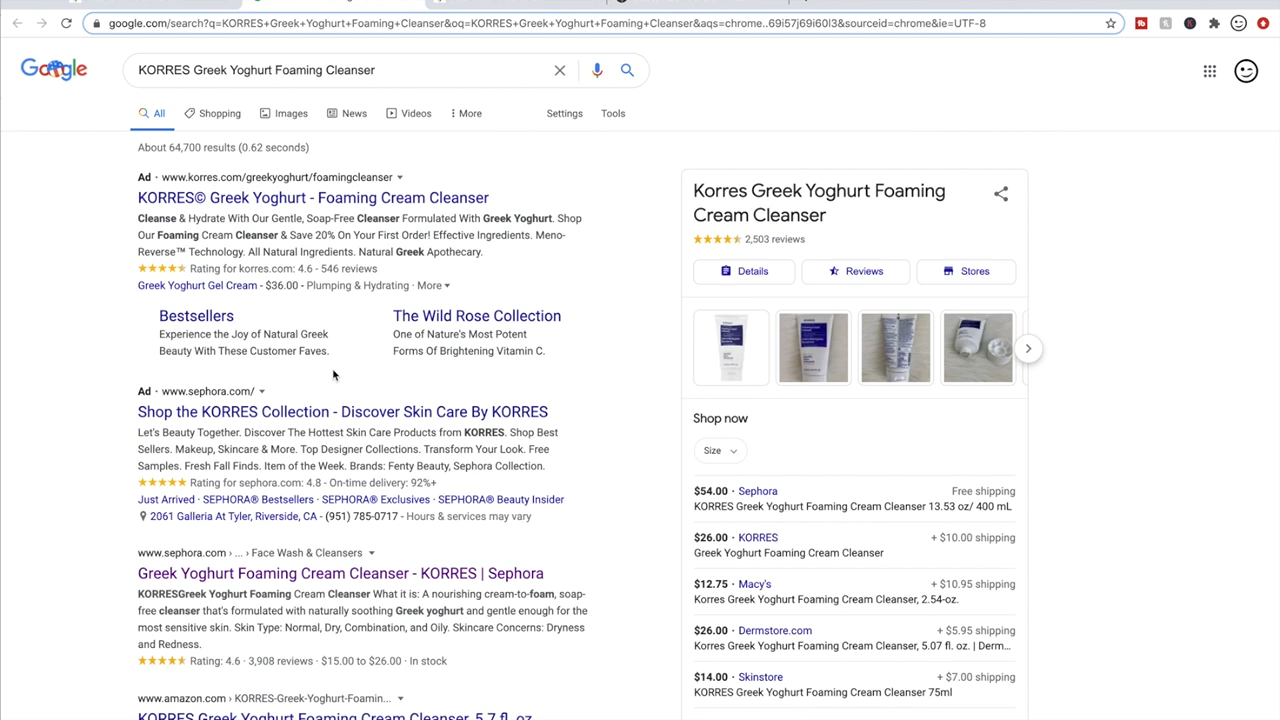 google.com/search?q=KORRES+Greek+Yoghurt+Foaming+Cleanser&oq=KORRES+Greek+Yoghurt+Foaming+Cleanser&aqs=chrome..69i57j69i60l3&sourceid=chrome&ie=UTF-8
KORRES Greek Yoghurt Foaming Cleanser
All Shopping Images News Videos More Settings Tools
About 64,700 results (0.62 seconds)
Ad · www.korres.com/greekyoghurt/foamingcleanser
KORRES© Greek Yoghurt - Foaming Cream Cleanser
Cleanse & Hydrate With Our Gentle, Soap-Free Cleanser Formulated With Greek Yoghurt. Shop
Our Foaming Cream Cleanser & Save 20% On Your First Order! Effective Ingredients. Meno-
Reverse™ Technology. All Natural Ingredients. Natural Greek Apothecary.
Rating for korres.com: 4.6 - 546 reviews
Greek Yoghurt Gel Cream - $36.00 - Plumping & Hydrating · More
Bestsellers
Experience the Joy of Natural Greek
Beauty With These Customer Faves.
The Wild Rose Collection
One of Nature's Most Potent
Forms Of Brightening Vitamin C.
Ad · www.sephora.com/
Shop the KORRES Collection - Discover Skin Care By KORRES
Let's Beauty Together. Discover The Hottest Skin Care Products from KORRES. Shop Best
Sellers. Makeup, Skincare & More. Top Designer Collections. Transform Your Look. Free
Samples. Fresh Fall Finds. Item of the Week. Brands: Fenty Beauty, Sephora Collection.
Rating for sephora.com: 4.8 - On-time delivery: 92%+
Just Arrived · SEPHORA® Bestsellers · SEPHORA® Exclusives · SEPHORA® Beauty Insider
2061 Galleria At Tyler, Riverside, CA - (951) 785-0717 - Hours & services may vary
www.sephora.com › ... › Face Wash & Cleansers
Greek Yoghurt Foaming Cream Cleanser - KORRES | Sephora
KORRESGreek Yoghurt Foaming Cream Cleanser What it is: A nourishing cream-to-foam, soap-
free cleanser that's formulated with naturally soothing Greek yoghurt and gentle enough for the
most sensitive skin. Skin Type: Normal, Dry, Combination, and Oily. Skincare Concerns: Dryness
and Redness.
Rating: 4.6 · 3,908 reviews · $15.00 to $26.00 · In stock
www.amazon.com › KORRES-Greek-Yoghurt-Foamin...
KORRES Greek Yoghurt Foaming Cream Cleanser, 5.7 fl. oz.
Korres Greek Yoghurt Foaming
Cream Cleanser
2,503 reviews
Details
Reviews
Stores
Shop now
Size
$54.00 · Sephora Free shipping
KORRES Greek Yoghurt Foaming Cream Cleanser 13.53 oz/ 400 mL
$26.00 · KORRES + $10.00 shipping
Greek Yoghurt Foaming Cream Cleanser
$12.75 · Macy's + $10.95 shipping
Korres Greek Yoghurt Foaming Cream Cleanser, 2.54-oz.
$26.00 · Dermstore.com + $5.95 shipping
Korres Greek Yoghurt Foaming Cream Cleanser, 5.07 fl. oz. | Derm...
$14.00 · Skinstore + $7.00 shipping
KORRES Greek Yoghurt Foaming Cream Cleanser 75ml